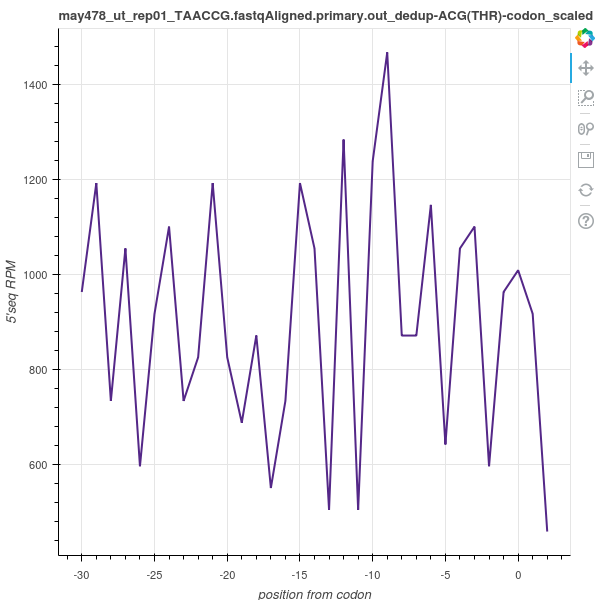 may478_ut_rep01_TAACCG.fastqAligned.primary.out_dedup-ACG(THR)-codon_scaled
1400
1200
1000
800
600
5'seq RPM
-30 -25 -20 -15 -10 -5 0
position from codon